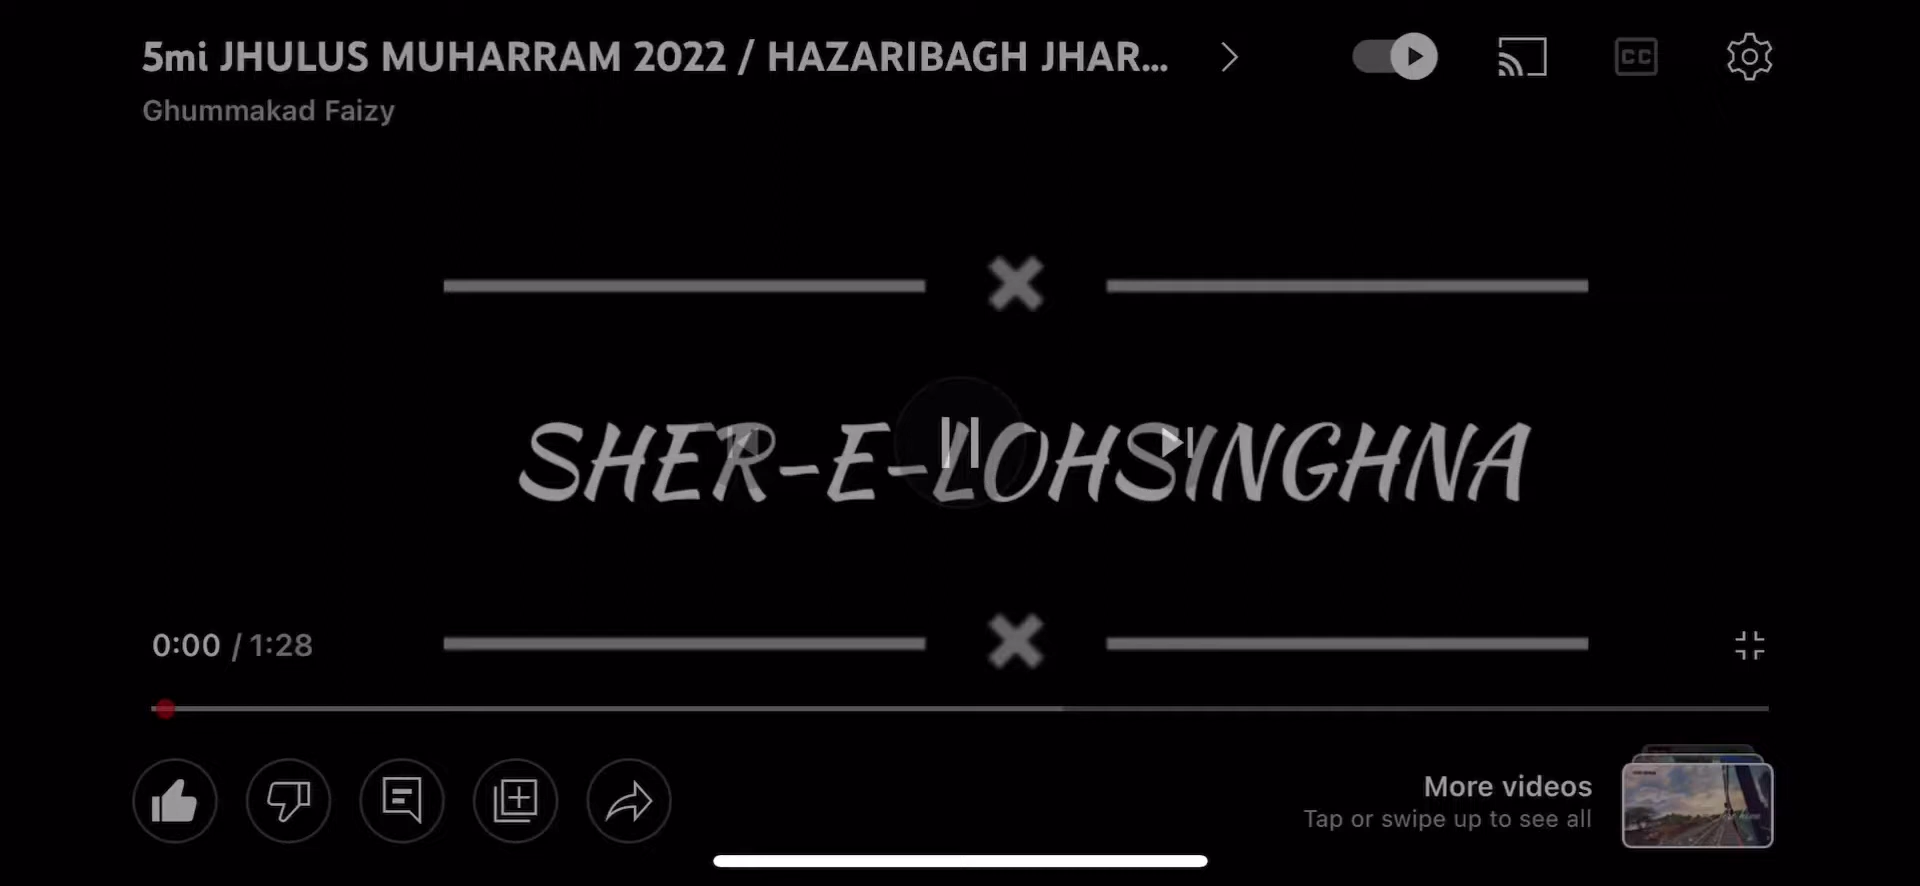 5mi JHULUS MUHARRAM 2022 / HAZARIBAGH JHAR...
CC
Ghummakad Faizy
SHER-E-LOHSINGHNA
0:00 / 1:28
More videos
Tap or swipe up to see all